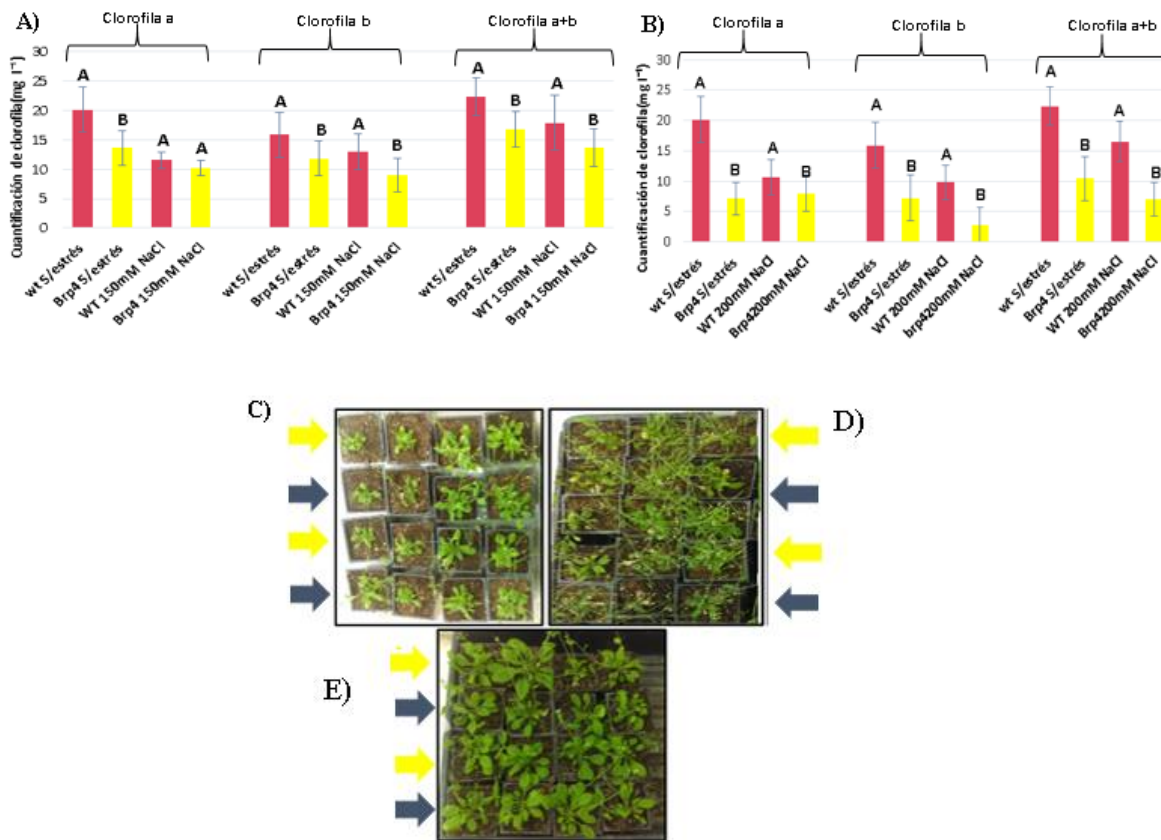 A)
Clorofila a
Clorofila b
Clorofila a+b
Cuantificación de clorofila(mg l⁻¹)
30
25
20
15
10
5
0
A
B
A
A
A
B
A
B
A
B
A
B
wt S/estrés
Brp4 S/estrés
WT 150mM NaCl
Brp4 150mM NaCl
wt S/estrés
Brp4 S/estrés
WT 150mM NaCl
Brp4 150mM NaCl
wt S/estrés
Brp4 S/estrés
WT 150mM NaCl
Brp4 150mM NaCl
B)
Clorofila a
Clorofila b
Clorofila a+b
Cuantificación de clorofila(mg l⁻¹)
30
25
20
15
10
5
0
A
B
A
B
A
B
A
B
A
B
A
B
wt S/estrés
Brp4 S/estrés
WT 200mM NaCl
Brp4200mM NaCl
wt S/estrés
Brp4 S/estrés
WT 200mM NaCl
brp4200mM NaCl
wt S/estrés
Brp4 S/estrés
WT 200mM NaCl
Brp4200mM NaCl
C)
D)
E)